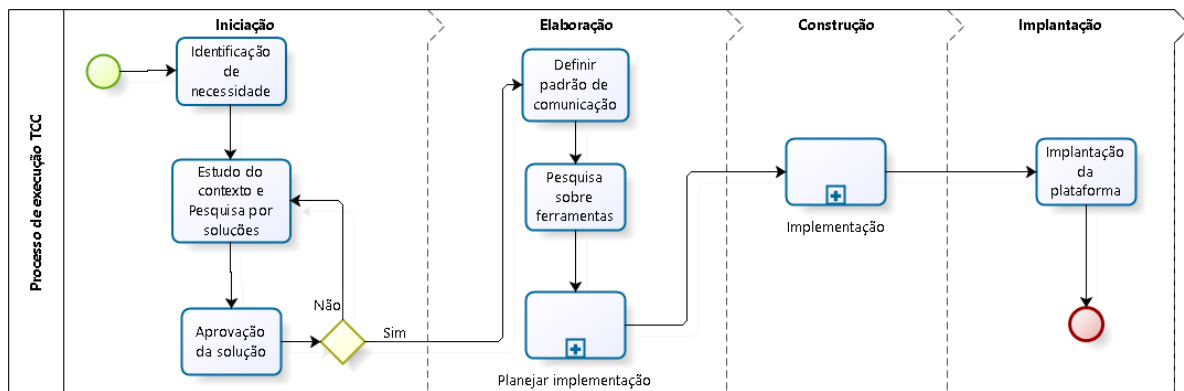 Processo de execução TCC
Iniciação
Identificação
de
necessidade
Estudo do
contexto e
Pesquisa por
soluções
Aprovação
da solução
Não
Sim
Elaboração
Definir
padrão de
comunicação
Pesquisa
sobre
ferramentas
Planejar implementação
Construção
Implementação
Implantação
Implantação
da
plataforma